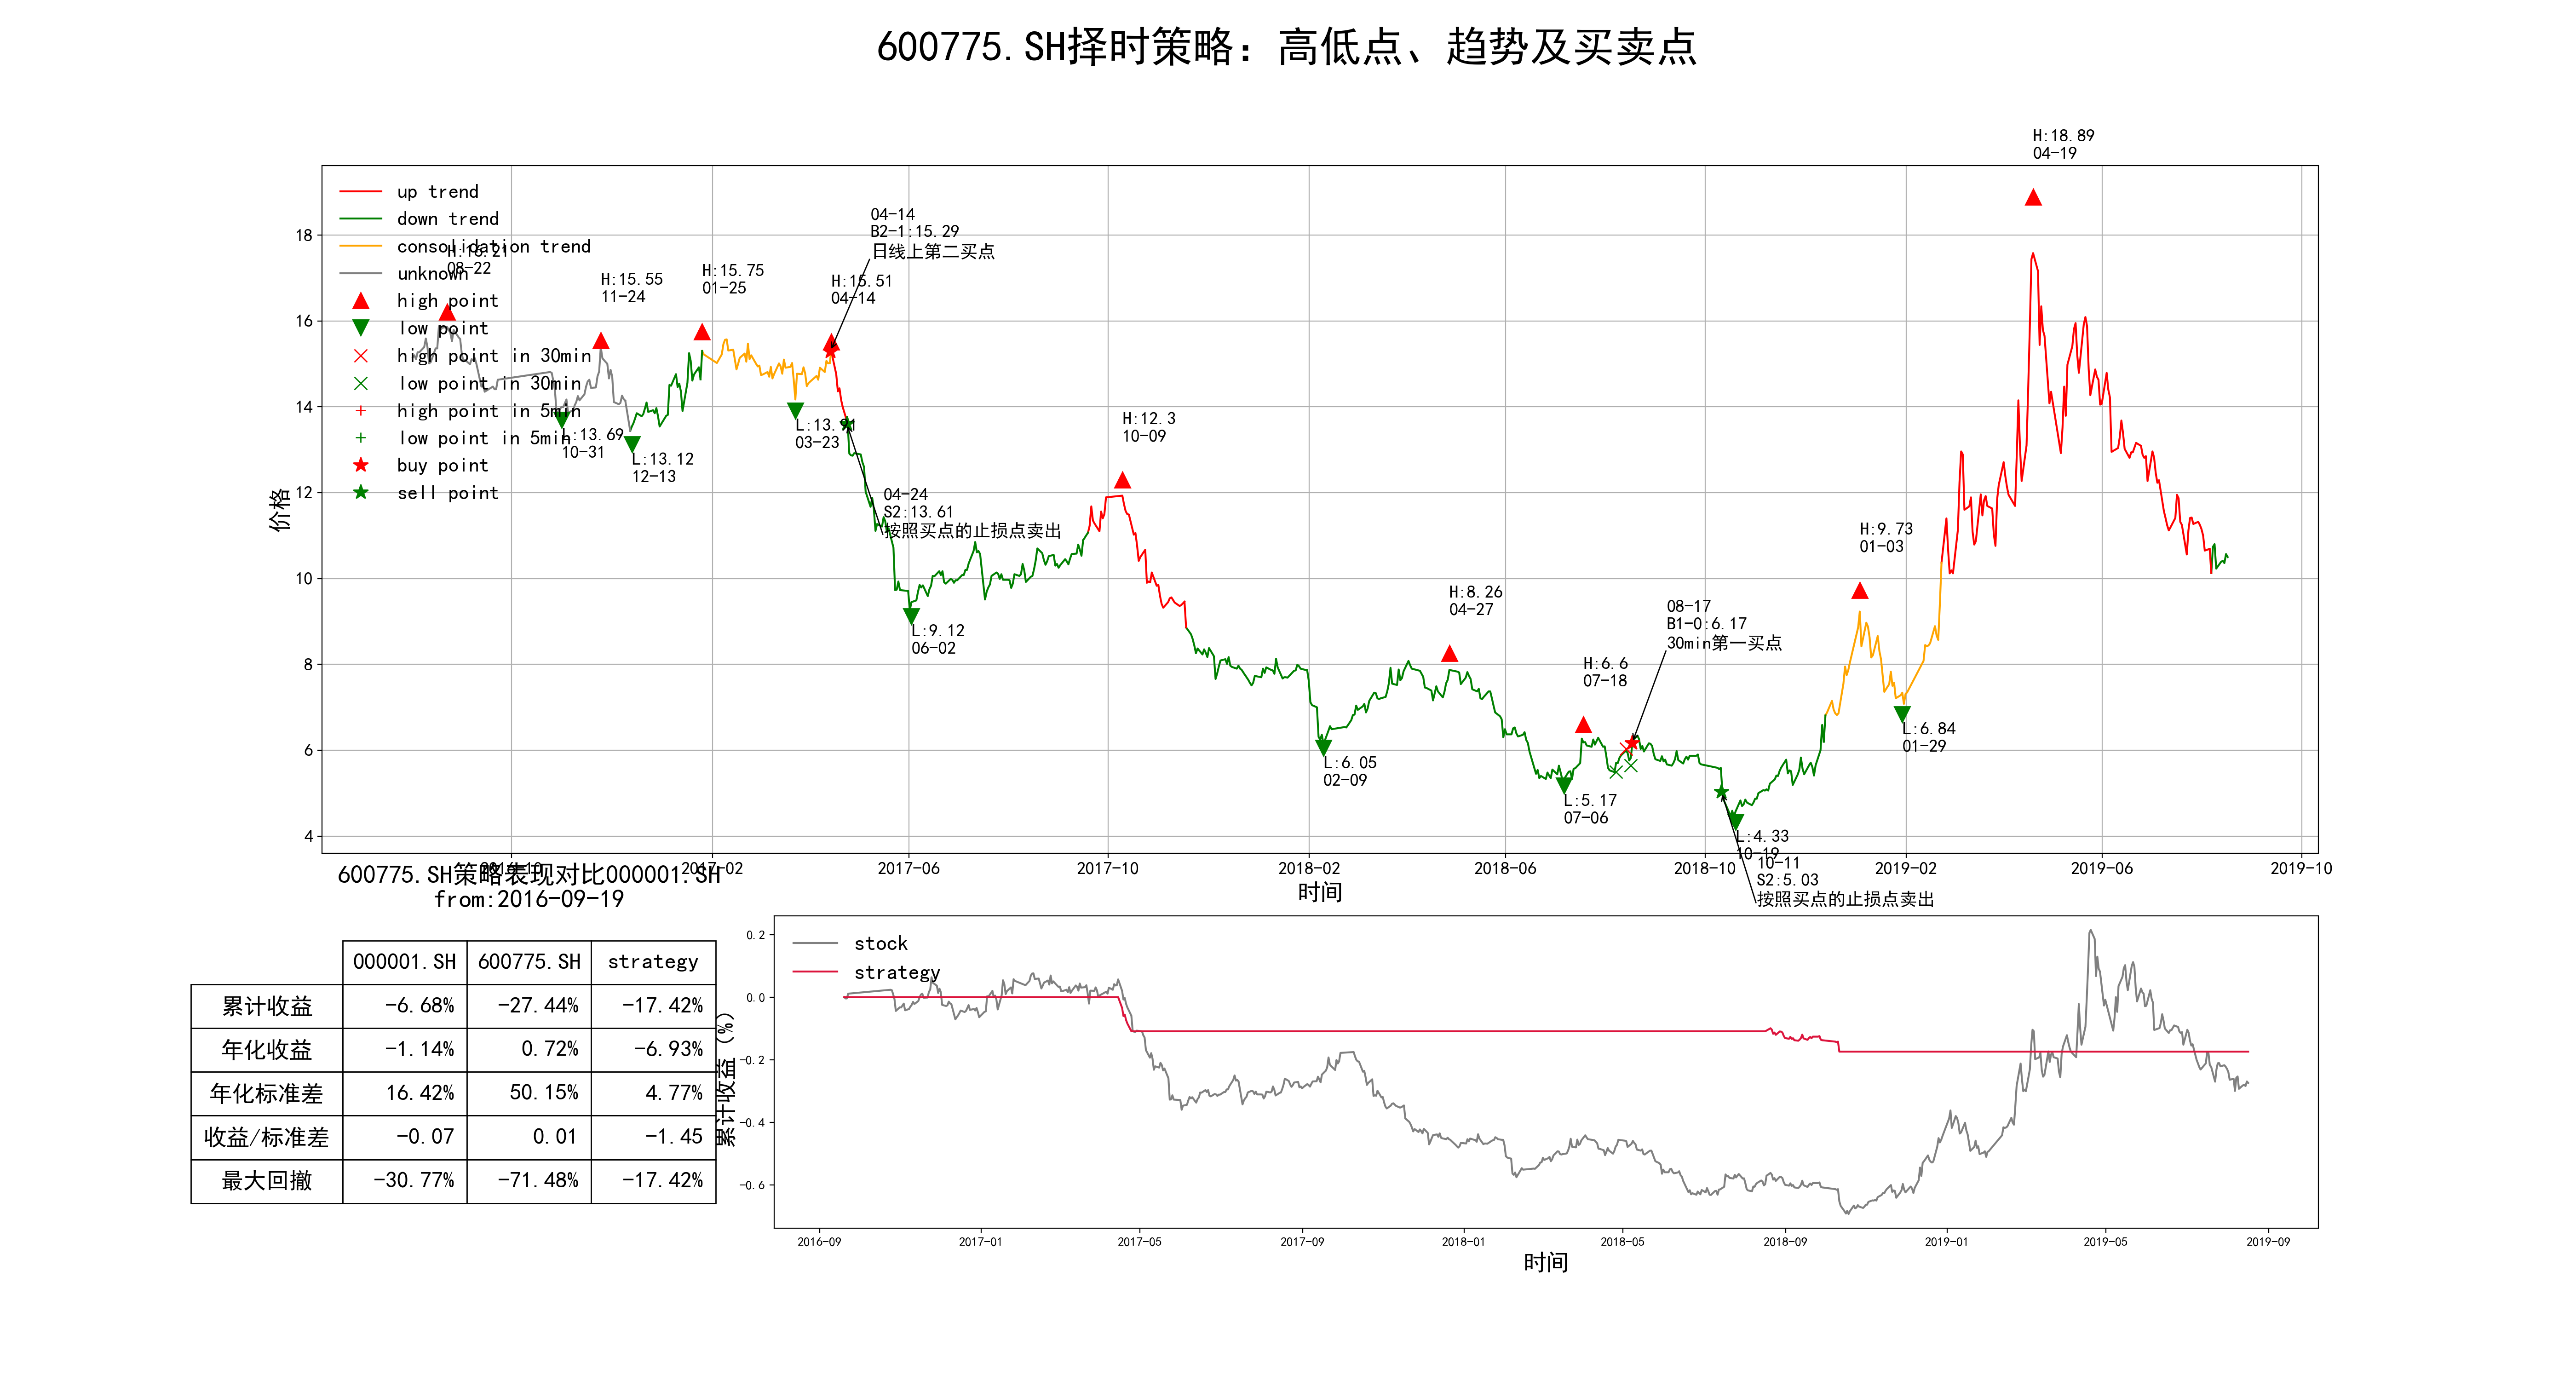 600775.SH择时策略：高低点、趋势及买卖点
H:18.89
04-19
up trend
down trend
consolidation trend
unknown
high point
low point
high point in 30min
low point in 30min
high point in 5min
low point in 5min
buy point
sell point
H:16.21
08-22
L:13.69
10-31
H:15.55
11-24
L:13.12
12-13
H:15.75
01-25
L:13.91
03-23
04-14
B2-1:15.29
日线上第二买点
H:15.51
04-14
04-24
S2:13.61
按照买点的止损点卖出
L:9.12
06-02
H:12.3
10-09
L:6.05
02-09
H:8.26
04-27
L:5.17
07-06
H:6.6
07-18
08-17
B1-0:6.17
30min第一买点
L:4.33
10-19
10-11
S2:5.03
按照买点的止损点卖出
H:9.73
01-03
L:6.84
01-29
价格
18
16
14
12
10
8
6
4
2016-10
2017-02
2017-06
2017-10
2018-02
2018-06
2018-10
2019-02
2019-06
2019-10
时间
600775.SH策略表现对比000001.SH
from:2016-09-19
000001.SH 600775.SH strategy
累计收益 -6.68% -27.44% -17.42%
年化收益 -1.14% 0.72% -6.93%
年化标准差 16.42% 50.15% 4.77%
收益/标准差 -0.07 0.01 -1.45
最大回撤 -30.77% -71.48% -17.42%
累计收益（%）
0.2
0.0
-0.2
-0.4
-0.6
stock
strategy
2016-09
2017-01
2017-05
2017-09
2018-01
2018-05
2018-09
2019-01
2019-05
2019-09
时间